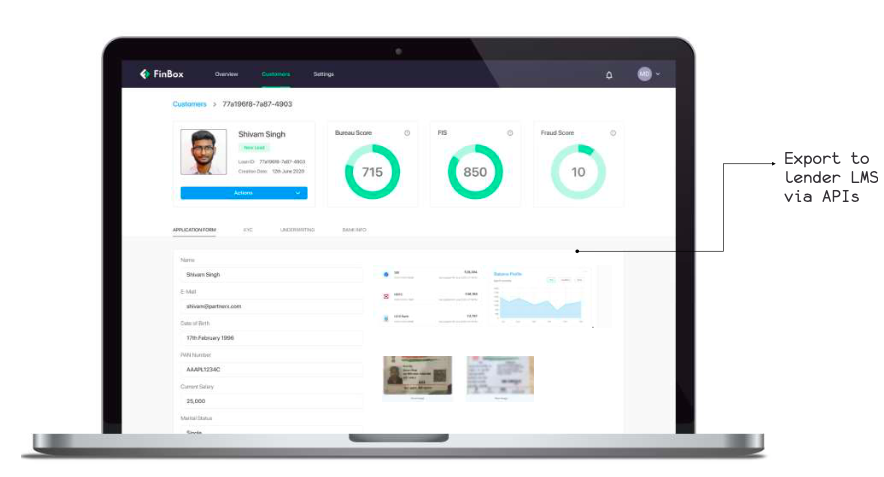 FinBox
Overview
Customers
Settings
MD
Customers > 77a196f8-7a87-4903
Shivam Singh
New Lead
Loan ID 77a196f8-7a87-4903
Creation Date 12th June 2020
Actions
Bureau Score
715
FIS
850
Fraud Score
10
Export to
lender LMS
via APIs
APPLICATION FORM
KYC
UNDERWRITING
BANK INFO
Name
Shivam Singh
E-Mail
shivam@partnerx.com
Date of Birth
17th February 1996
PAN Number
AAAPL1234C
Current Salary
25,000
Marital Status
Single
Balance Profile